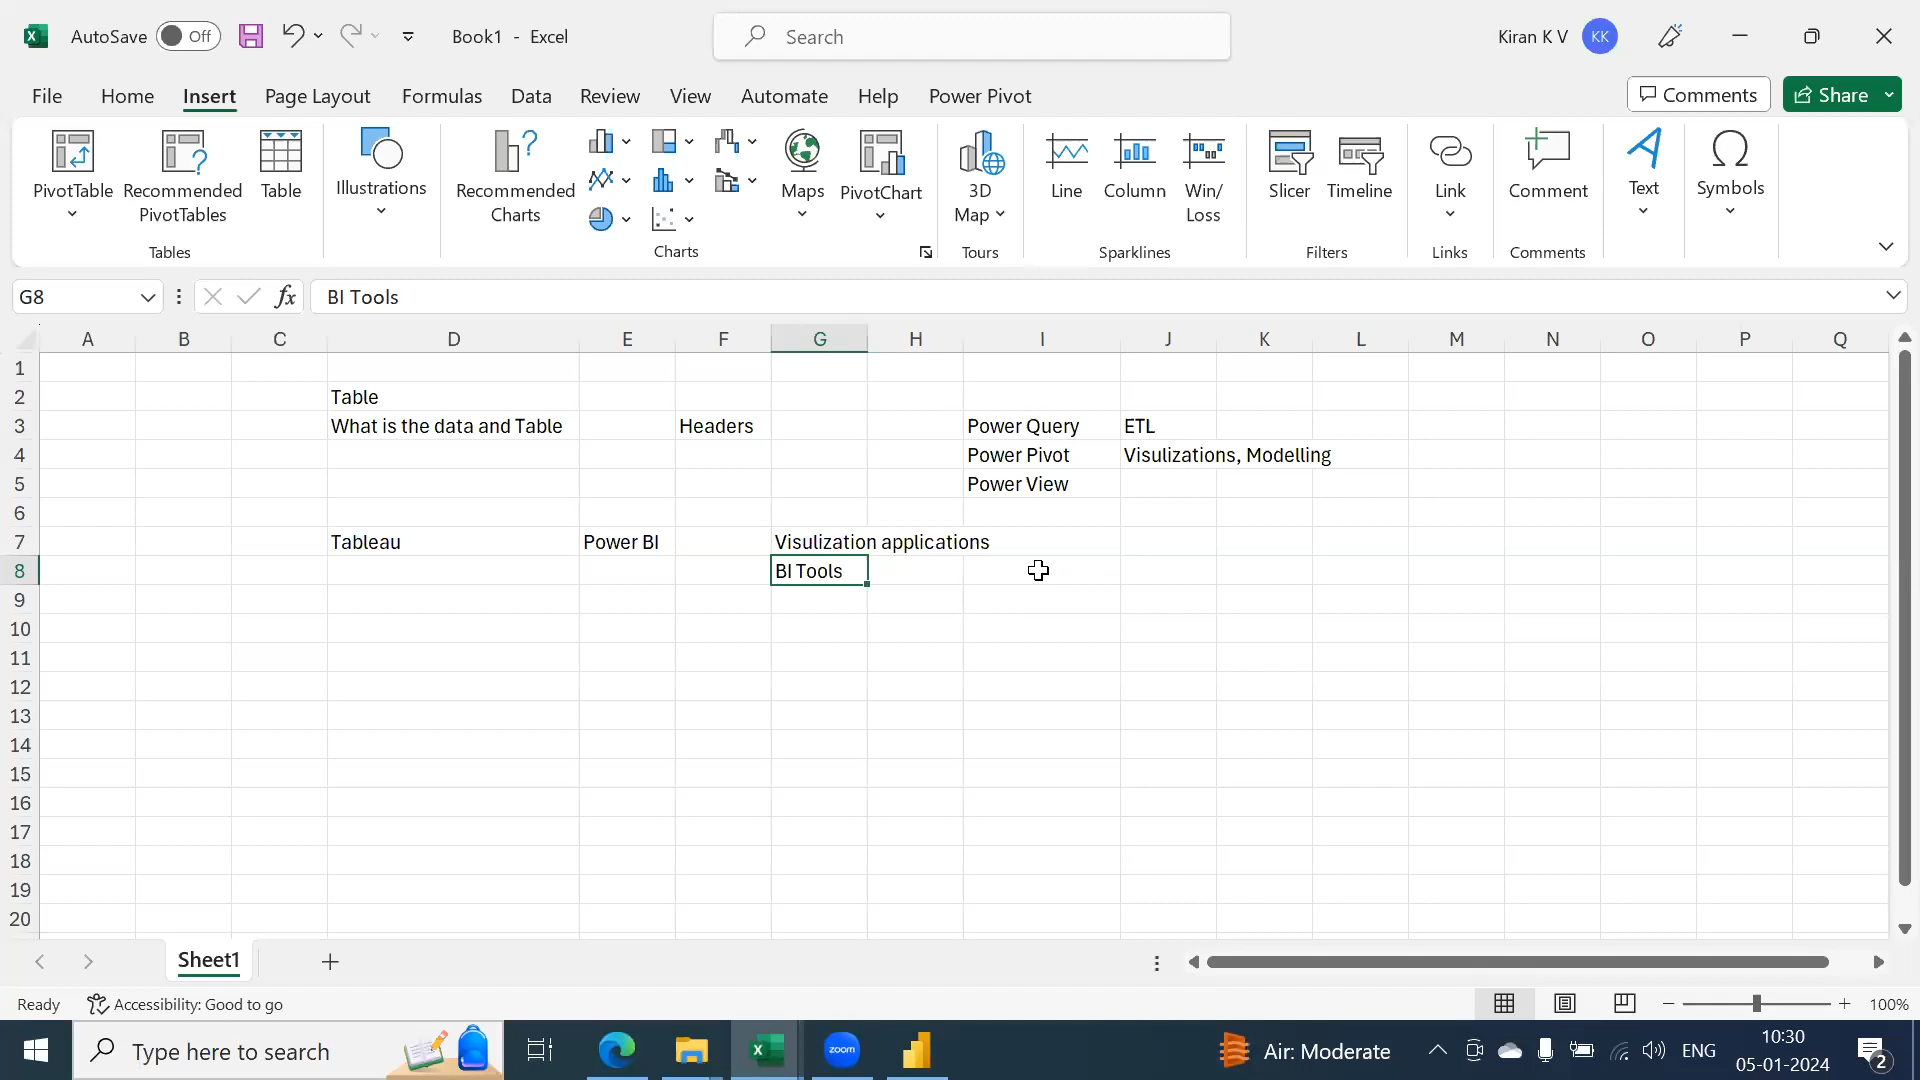 AutoSave Off Book1 - Excel Search Kiran K V KK
File Home Insert Page Layout Formulas Data Review View Automate Help Power Pivot Comments Share
PivotTable Recommended PivotTables Table Illustrations Recommended Charts Maps PivotChart 3D Map Line Column Win/Loss Slicer Timeline Link Comment Text Symbols
Tables Charts Tours Sparklines Filters Links Comments
G8 fx BI Tools
A B C D E F G H I J K L M N O P Q
1
2 Table
3 What is the data and Table Headers Power Query ETL
4 Power Pivot Visulizations, Modelling
5 Power View
6
7 Tableau Power BI Visulization applications
8 BI Tools
9
10
11
12
13
14
15
16
17
18
19
20
Sheet1
Ready Accessibility: Good to go 100%
Type here to search zoom Air: Moderate ENG 10:30
05-01-2024 2